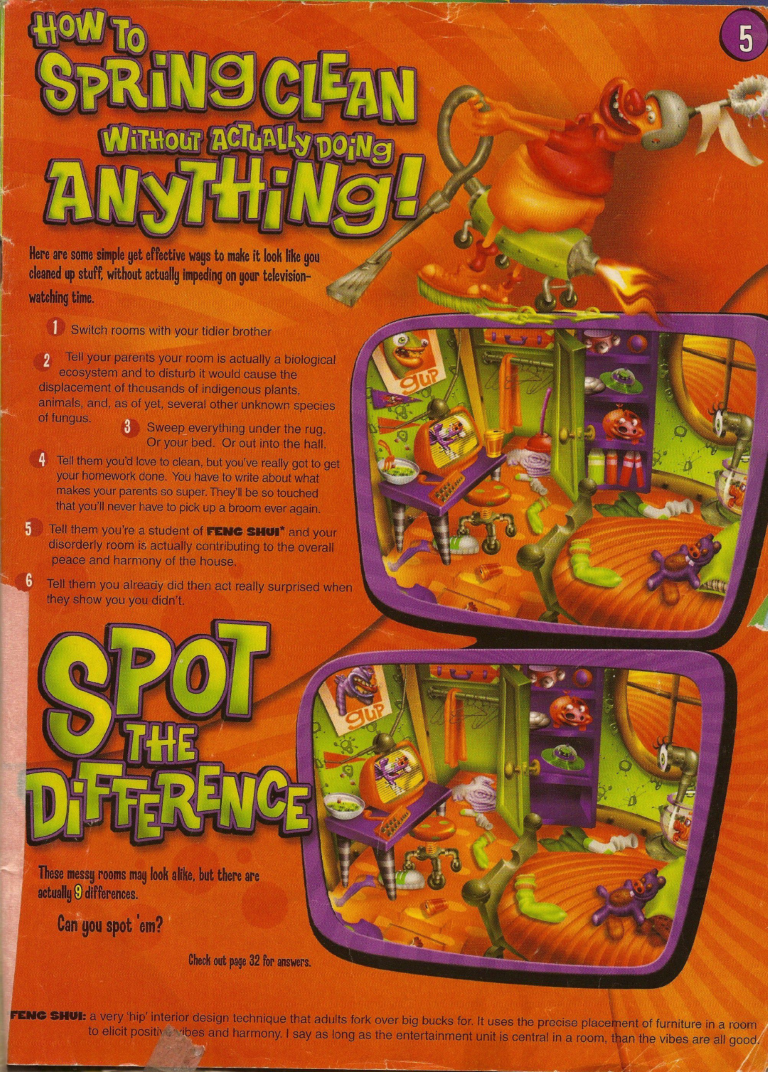 5
HOW TO
SPRiNG CLEAN
WiTHOUT ACTUALLY DOiNG
ANYTHiNG!
Here are some simple yet effective ways to make it look like you
cleaned up stuff, without actually impeding on your television-
watching time.
1 Switch rooms with your tidier brother
2 Tell your parents your room is actually a biological
ecosystem and to disturb it would cause the
displacement of thousands of indigenous plants,
animals, and, as of yet, several other unknown species
of fungus.
3 Sweep everything under the rug.
Or your bed. Or out into the hall.
4 Tell them you'd love to clean, but you've really got to get
your homework done. You have to write about what
makes your parents so super. They'll be so touched
that you'll never have to pick up a broom ever again.
5 Tell them you're a student of FENG SHUI* and your
disorderly room is actually contributing to the overall
peace and harmony of the house.
6 Tell them you already did then act really surprised when
they show you you didn't.
gup
SPOT
THE
DiFFERENCE
gup
These messy rooms may look alike, but there are
actually 9 differences.
Can you spot 'em?
Check out page 32 for answers.
FENG SHUI: a very 'hip' interior design technique that adults fork over big bucks for. It uses the precise placement of furniture in a room
to elicit positive vibes and harmony. I say as long as the entertainment unit is central in a room, than the vibes are all good.